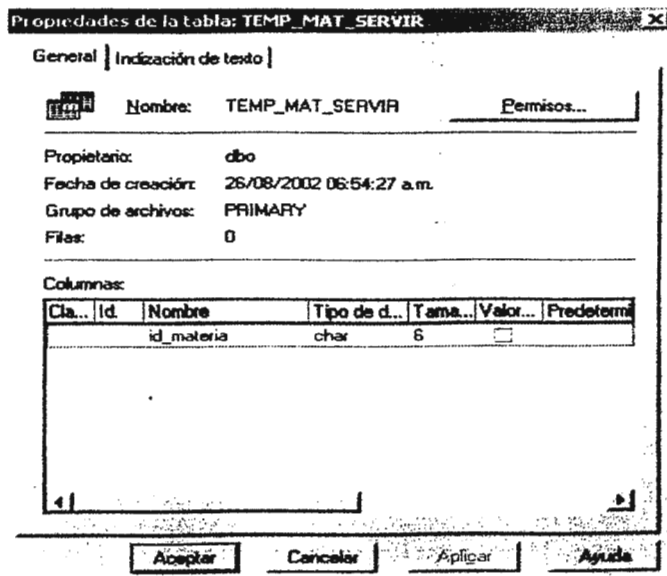 Propiedades de la tabla: TEMP_MAT_SERVIR
General Indización de texto
Nombre: TEMP_MAT_SERVIR Permisos...
Propietario: dbo
Fecha de creación: 26/08/2002 06:54:27 a.m.
Grupo de archivos: PRIMARY
Filas: 0
Columnas:
Cla... Id. Nombre Tipo de d... Tama... Valor... Predetermi
id_materia char 6
Aceptar Cancelar Aplicar Ayuda